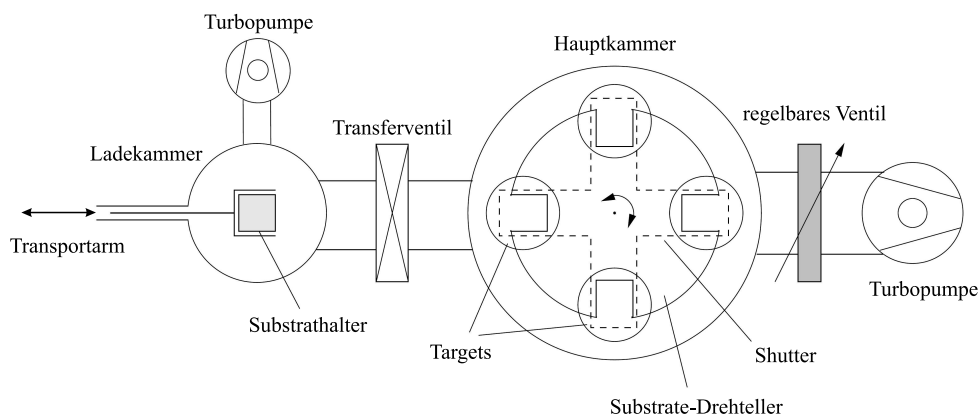 Turbopumpe
Hauptkammer
regelbares Ventil
Transferventil
Ladekammer
Transportarm
Turbopumpe
Substrathalter
Targets
Shutter
Substrate-Drehteller